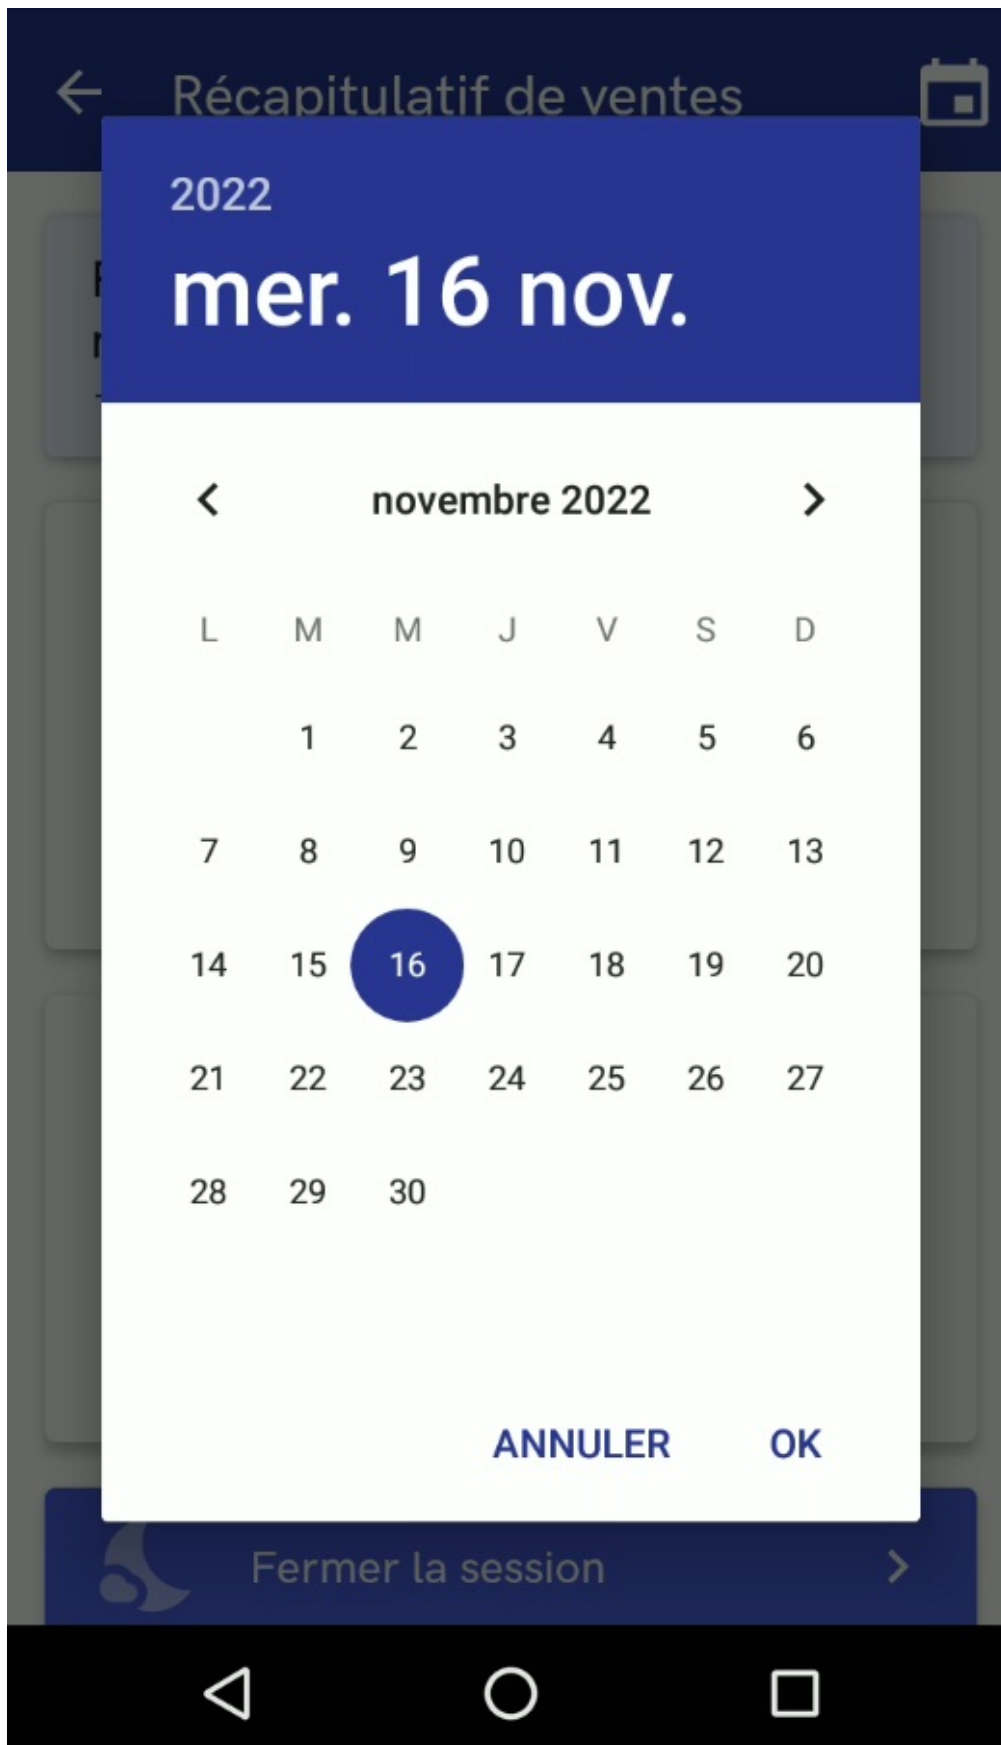 Récapitulatif de ventes
2022
mer. 16 nov.
novembre 2022
L M M J V S D
1 2 3 4 5 6
7 8 9 10 11 12 13
14 15 16 17 18 19 20
21 22 23 24 25 26 27
28 29 30
ANNULER OK
Fermer la session